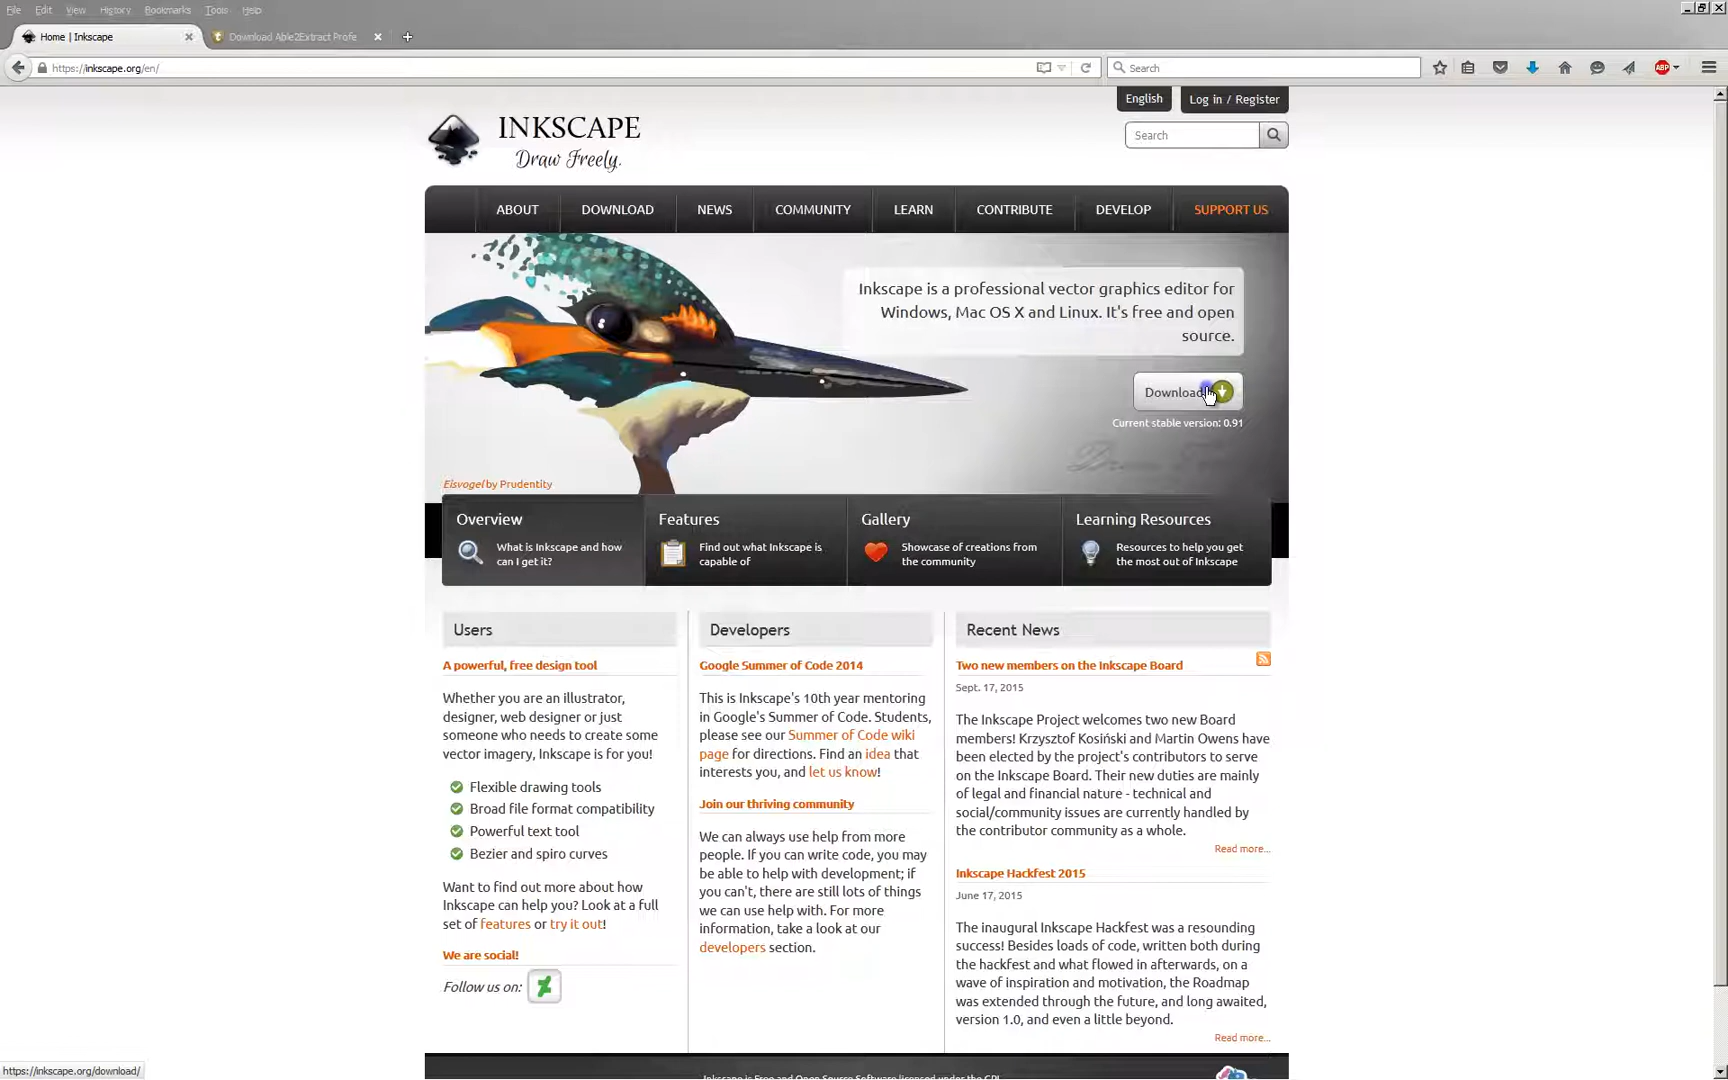 File Edit View History Bookmarks Tools Help
Home | Inkscape
Download Able2Extract Profe
https://inkscape.org/en/
Search
ABP
English
Log in / Register
INKSCAPE
Draw Freely.
Search
ABOUT
DOWNLOAD
NEWS
COMMUNITY
LEARN
CONTRIBUTE
DEVELOP
SUPPORT US
Inkscape is a professional vector graphics editor for
Windows, Mac OS X and Linux. It's free and open
source.
Download
Current stable version: 0.91
Eisvogel by Prudentity
Overview
What is Inkscape and how
can I get it?
Features
Find out what Inkscape is
capable of
Gallery
Showcase of creations from
the community
Learning Resources
Resources to help you get
the most out of Inkscape
Users
A powerful, free design tool
Whether you are an illustrator,
designer, web designer or just
someone who needs to create some
vector imagery, Inkscape is for you!
Flexible drawing tools
Broad file format compatibility
Powerful text tool
Bezier and spiro curves
Want to find out more about how
Inkscape can help you? Look at a full
set of features or try it out!
We are social!
Follow us on:
Developers
Google Summer of Code 2014
This is Inkscape's 10th year mentoring
in Google's Summer of Code. Students,
please see our Summer of Code wiki
page for directions. Find an idea that
interests you, and let us know!
Join our thriving community
We can always use help from more
people. If you can write code, you may
be able to help with development; if
you can't, there are still lots of things
we can use help with. For more
information, take a look at our
developers section.
Recent News
Two new members on the Inkscape Board
Sept. 17, 2015
The Inkscape Project welcomes two new Board
members! Krzysztof Kosiński and Martin Owens have
been elected by the project's contributors to serve
on the Inkscape Board. Their new duties are mainly
of legal and financial nature - technical and
social/community issues are currently handled by
the contributor community as a whole.
Read more...
Inkscape Hackfest 2015
June 17, 2015
The inaugural Inkscape Hackfest was a resounding
success! Besides loads of code, written both during
the hackfest and what flowed in afterwards, on a
wave of inspiration and motivation, the Roadmap
was extended through the future, and long awaited,
version 1.0, and even a little beyond.
Read more...
https://inkscape.org/download/
Inkscape is Free and Open Source Software licensed under the GPL